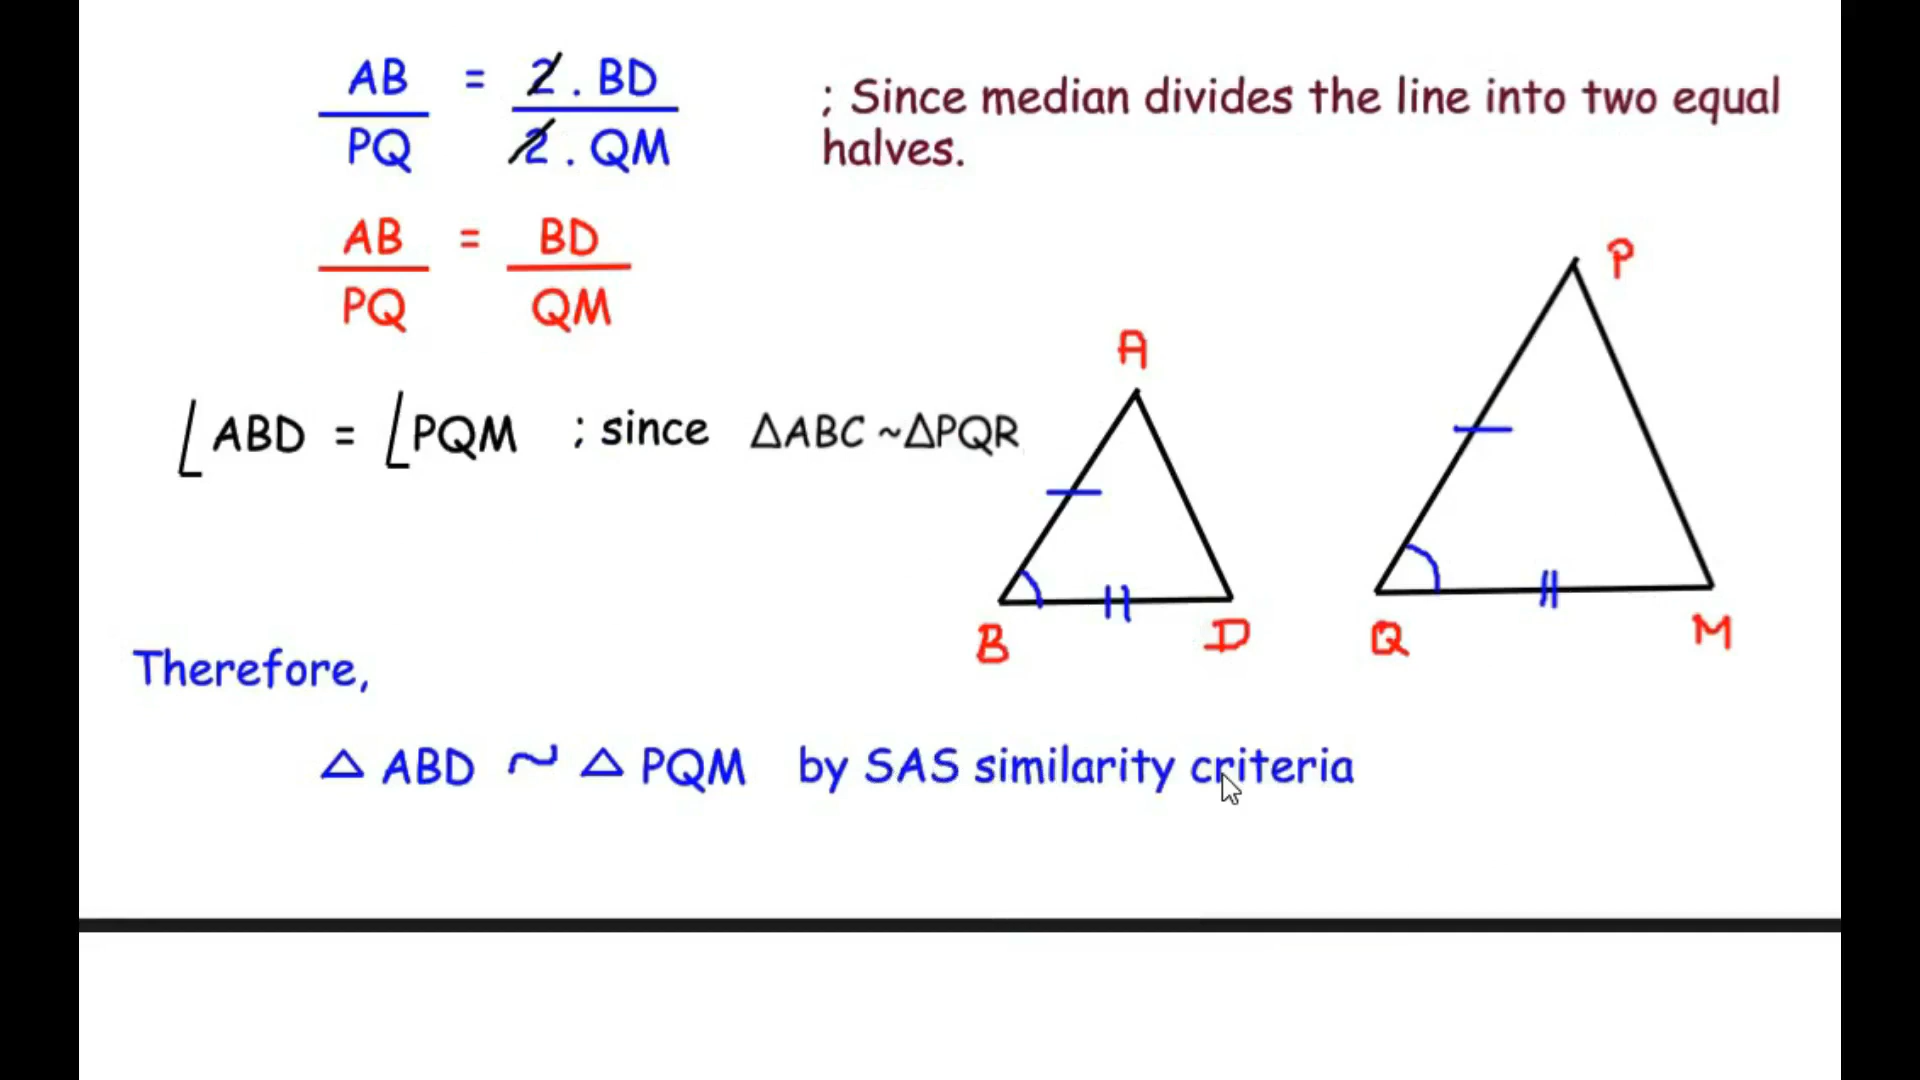 AB = 2 . BD
PQ 2 . QM
; Since median divides the line into two equal
halves.
AB = BD
PQ QM
∠ABD = ∠PQM ; since ΔABC ~ΔPQR
A
B D
P
Q M
Therefore,
Δ ABD ~ Δ PQM by SAS similarity criteria